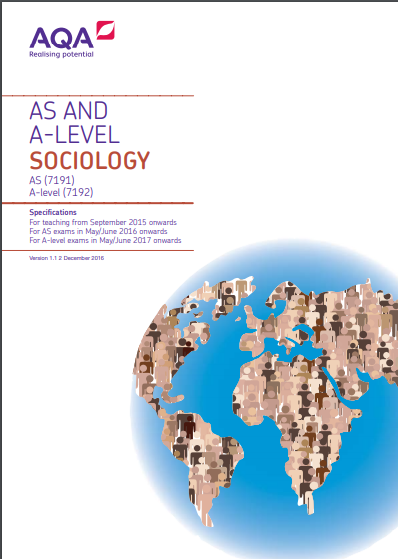 AQA
Realising potential
AS AND
A-LEVEL
SOCIOLOGY
AS (7191)
A-level (7192)
Specifications
For teaching from September 2015 onwards
For AS exams in May/June 2016 onwards
For A-level exams in May/June 2017 onwards
Version 1.1 2 December 2016